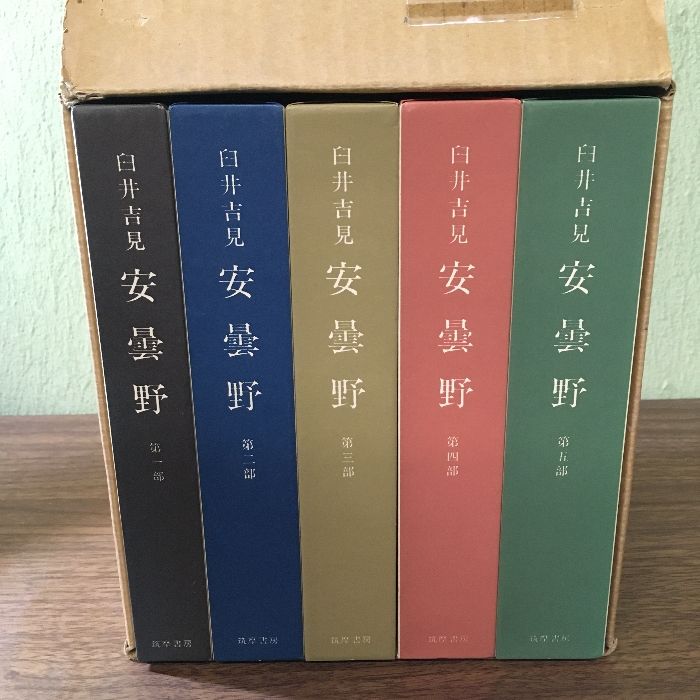 臼井吉見
安曇野
第一部
筑摩書房
臼井吉見
安曇野
第二部
筑摩書房
臼井吉見
安曇野
第三部
筑摩書房
臼井吉見
安曇野
第四部
筑摩書房
臼井吉見
安曇野
第五部
筑摩書房